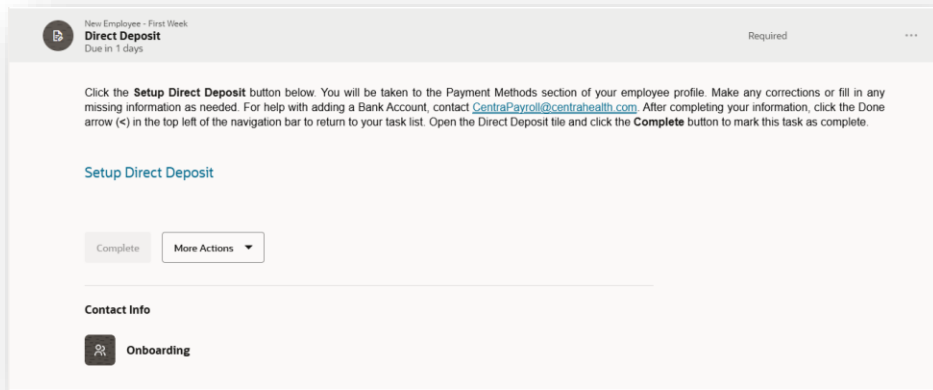 New Employee - First Week
Direct Deposit
Required
...
Due in 1 days
Click the Setup Direct Deposit button below. You will be taken to the Payment Methods section of your employee profile. Make any corrections or fill in any
missing information as needed. For help with adding a Bank Account, contact CentraPayroll@centrahealth.com. After completing your information, click the Done
arrow (<) in the top left of the navigation bar to return to your task list. Open the Direct Deposit tile and click the Complete button to mark this task as complete.
Setup Direct Deposit
Complete
More Actions
Contact Info
Onboarding